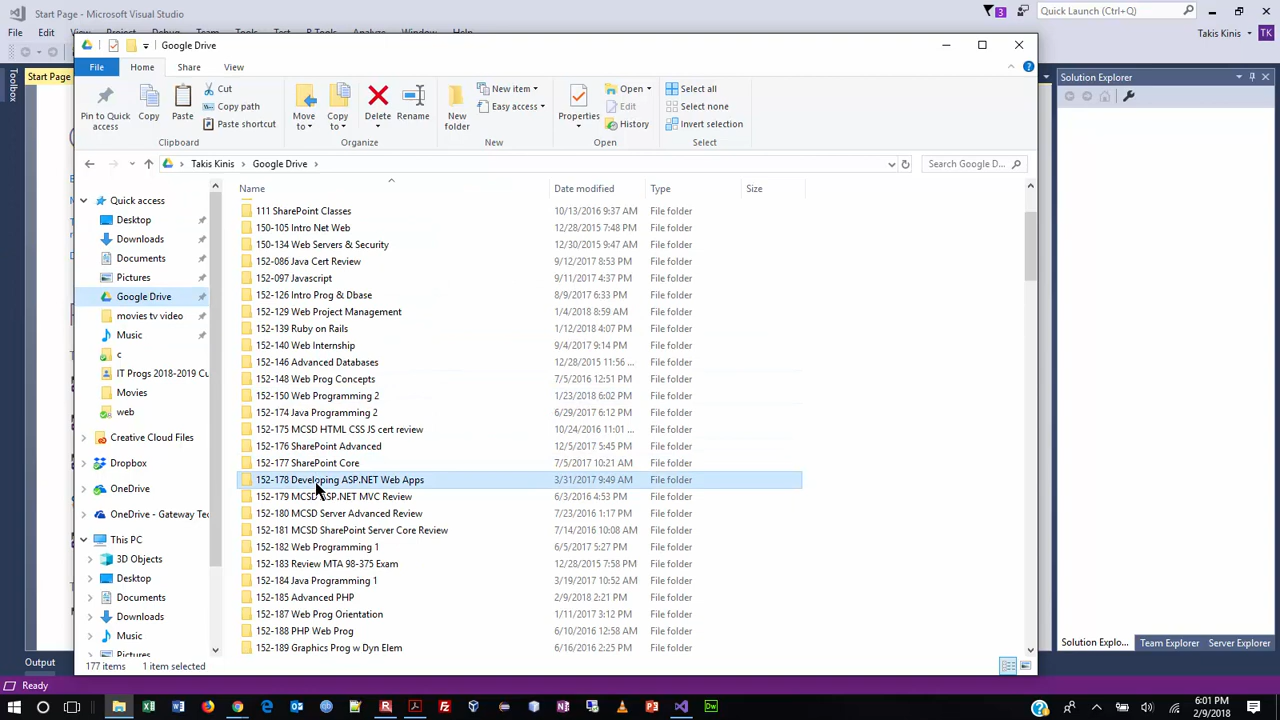 Start Page - Microsoft Visual Studio
3
Quick Launch (Ctrl+Q)
File Edit
Takis Kinis TK
Toolbox
Start Page
Google Drive
File Home Share View
Pin to Quick access
Copy
Paste
Cut
Copy path
Paste shortcut
Clipboard
Move to
Copy to
Delete
Rename
Organize
New folder
New item
Easy access
New
Properties
Open
Edit
History
Open
Select all
Select none
Invert selection
Select
Takis Kinis > Google Drive >
Search Google D...
Name Date modified Type Size
111 SharePoint Classes 10/13/2016 9:37 AM File folder
150-105 Intro Net Web 12/28/2015 7:48 PM File folder
150-134 Web Servers & Security 12/30/2015 9:47 AM File folder
152-086 Java Cert Review 9/12/2017 8:53 PM File folder
152-097 Javascript 9/11/2017 4:37 PM File folder
152-126 Intro Prog & Dbase 8/9/2017 6:33 PM File folder
152-129 Web Project Management 1/4/2018 8:59 AM File folder
152-139 Ruby on Rails 1/12/2018 4:07 PM File folder
152-140 Web Internship 9/4/2017 9:14 PM File folder
152-146 Advanced Databases 12/28/2015 11:56 ... File folder
152-148 Web Prog Concepts 7/5/2016 12:51 PM File folder
152-150 Web Programming 2 1/23/2018 6:02 PM File folder
152-174 Java Programming 2 6/29/2017 6:12 PM File folder
152-175 MCSD HTML CSS JS cert review 10/24/2016 11:01 ... File folder
152-176 SharePoint Advanced 12/5/2017 5:45 PM File folder
152-177 SharePoint Core 7/5/2017 10:21 AM File folder
152-178 Developing ASP.NET Web Apps 3/31/2017 9:49 AM File folder
152-179 MCSD ASP.NET MVC Review 6/3/2016 4:53 PM File folder
152-180 MCSD Server Advanced Review 7/23/2016 1:17 PM File folder
152-181 MCSD SharePoint Server Core Review 7/14/2016 10:08 AM File folder
152-182 Web Programming 1 6/5/2017 5:27 PM File folder
152-183 Review MTA 98-375 Exam 12/28/2015 7:58 PM File folder
152-184 Java Programming 1 3/19/2017 10:52 AM File folder
152-185 Advanced PHP 2/9/2018 2:21 PM File folder
152-187 Web Prog Orientation 1/11/2017 3:12 PM File folder
152-188 PHP Web Prog 6/10/2016 12:58 AM File folder
152-189 Graphics Prog w Dyn Elem 6/16/2016 2:25 PM File folder
Quick access
Desktop
Downloads
Documents
Pictures
Google Drive
movies tv video
Music
c
IT Progs 2018-2019 Cu
Movies
web
Creative Cloud Files
Dropbox
OneDrive
OneDrive - Gateway Tec
This PC
3D Objects
Desktop
Documents
Downloads
Music
Pictures
177 items 1 item selected
Solution Explorer
Solution Explo... Team Explorer Server Explorer
Output
Ready
6:01 PM
2/9/2018